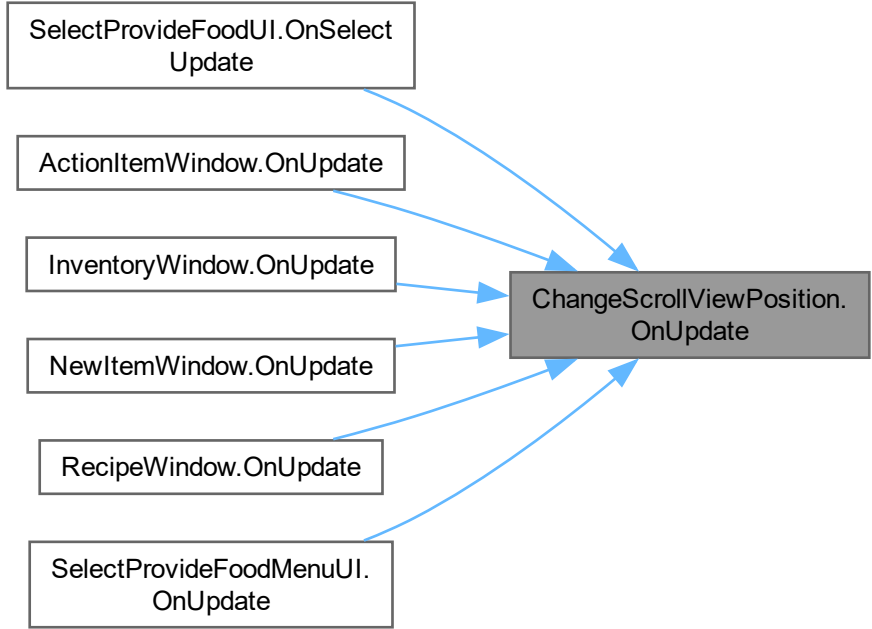 SelectProvideFoodUI.OnSelect
Update
ActionItemWindow.OnUpdate
InventoryWindow.OnUpdate
ChangeScrollViewPosition.
OnUpdate
NewItemWindow.OnUpdate
RecipeWindow.OnUpdate
SelectProvideFoodMenuUI.
OnUpdate